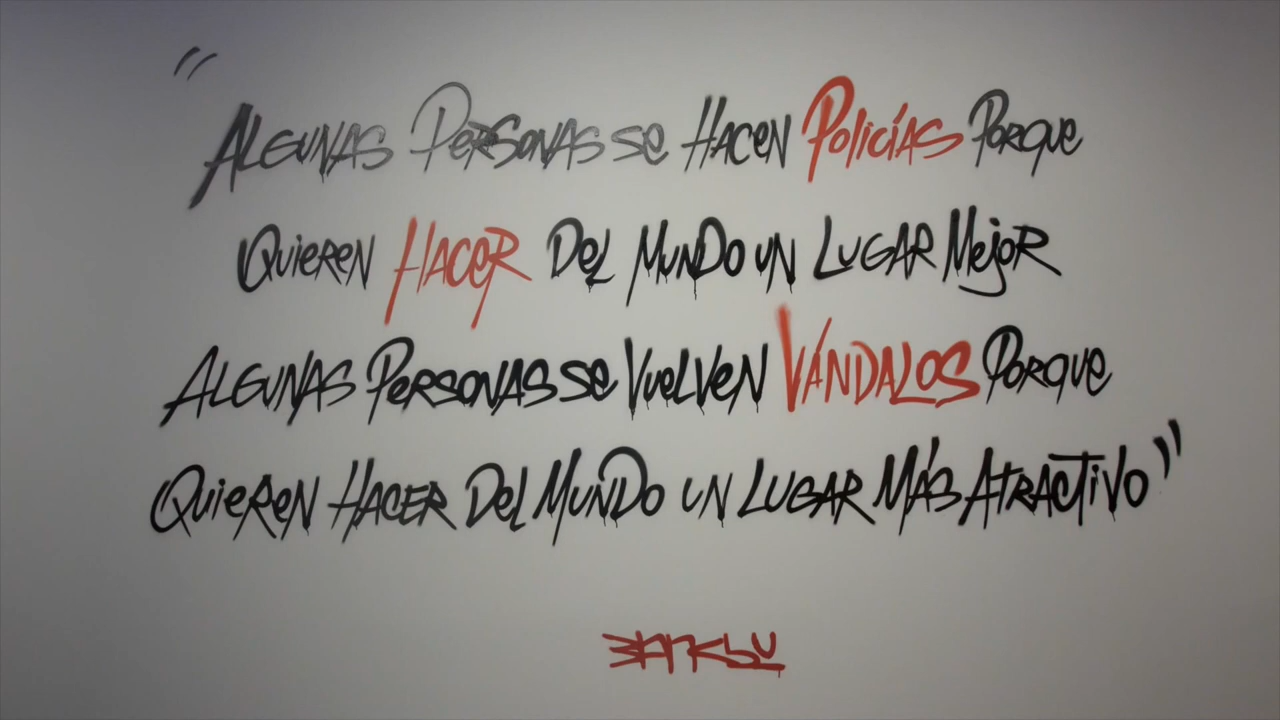 "Algunas Personas se Hacen Policías Porque
Quieren Hacer Del Mundo un Lugar Mejor
Algunas Personas se Vuelven Vándalos Porque
Quieren Hacer Del Mundo un Lugar Más Atractivo"
Banksy